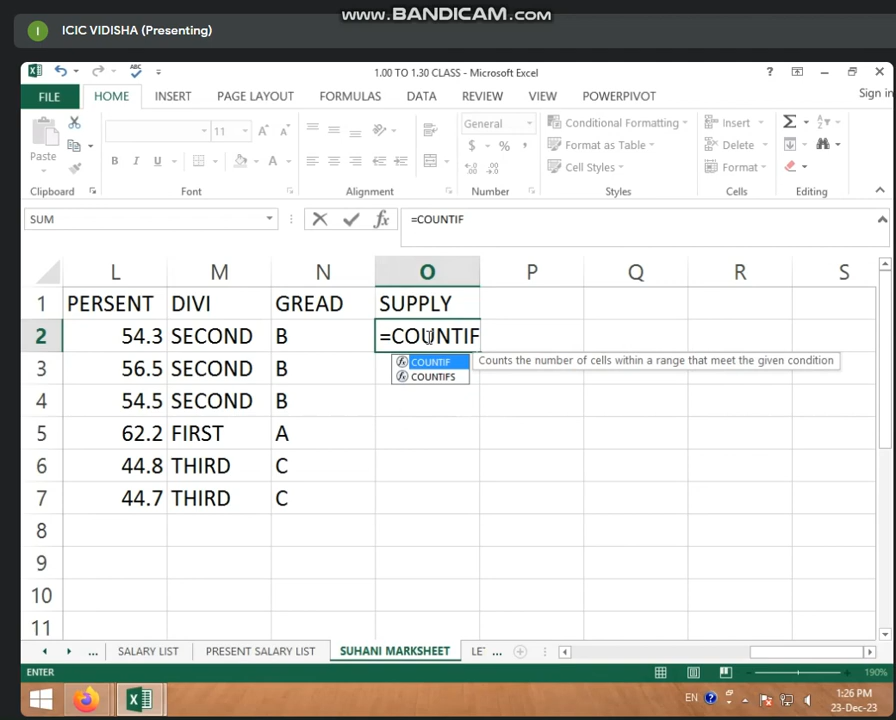 www.BANDICAM.com
I ICIC VIDISHA (Presenting)
1.00 TO 1.30 CLASS - Microsoft Excel
ABC
?
FILE HOME INSERT PAGE LAYOUT FORMULAS DATA REVIEW VIEW POWERPIVOT Sign in
Paste
11 A A
B I U A
General
$ % ,
Conditional Formatting
Format as Table
Cell Styles
Insert
Delete
Format
Clipboard Font Alignment Number Styles Cells Editing
SUM fx =COUNTIF
L M N O P Q R S
1 PERSENT DIVI GREAD SUPPLY
2 54.3 SECOND B =COUNTIF
COUNTIF Counts the number of cells within a range that meet the given condition
COUNTIFS
3 56.5 SECOND B
4 54.5 SECOND B
5 62.2 FIRST A
6 44.8 THIRD C
7 44.7 THIRD C
8
9
10
11
... SALARY LIST PRESENT SALARY LIST SUHANI MARKSHEET LET ...
ENTER 190%
EN 1:26 PM
23-Dec-23